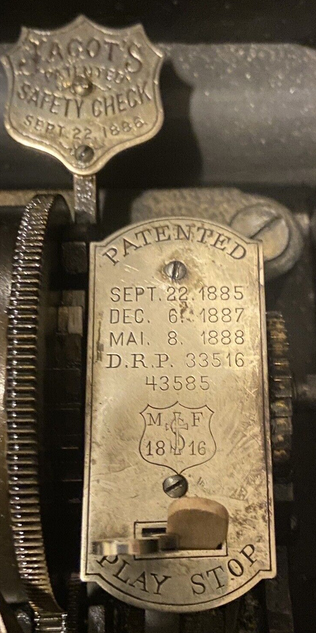 JACOT'S
PATENTED
SAFETY CHECK
SEPT. 22. 1886
PATENTED
SEPT. 22. 1885
DEC. 6. 1887
MAI. 8. 1888
D.R.P. 33516
43585
M F
18 16
PLAY STOP